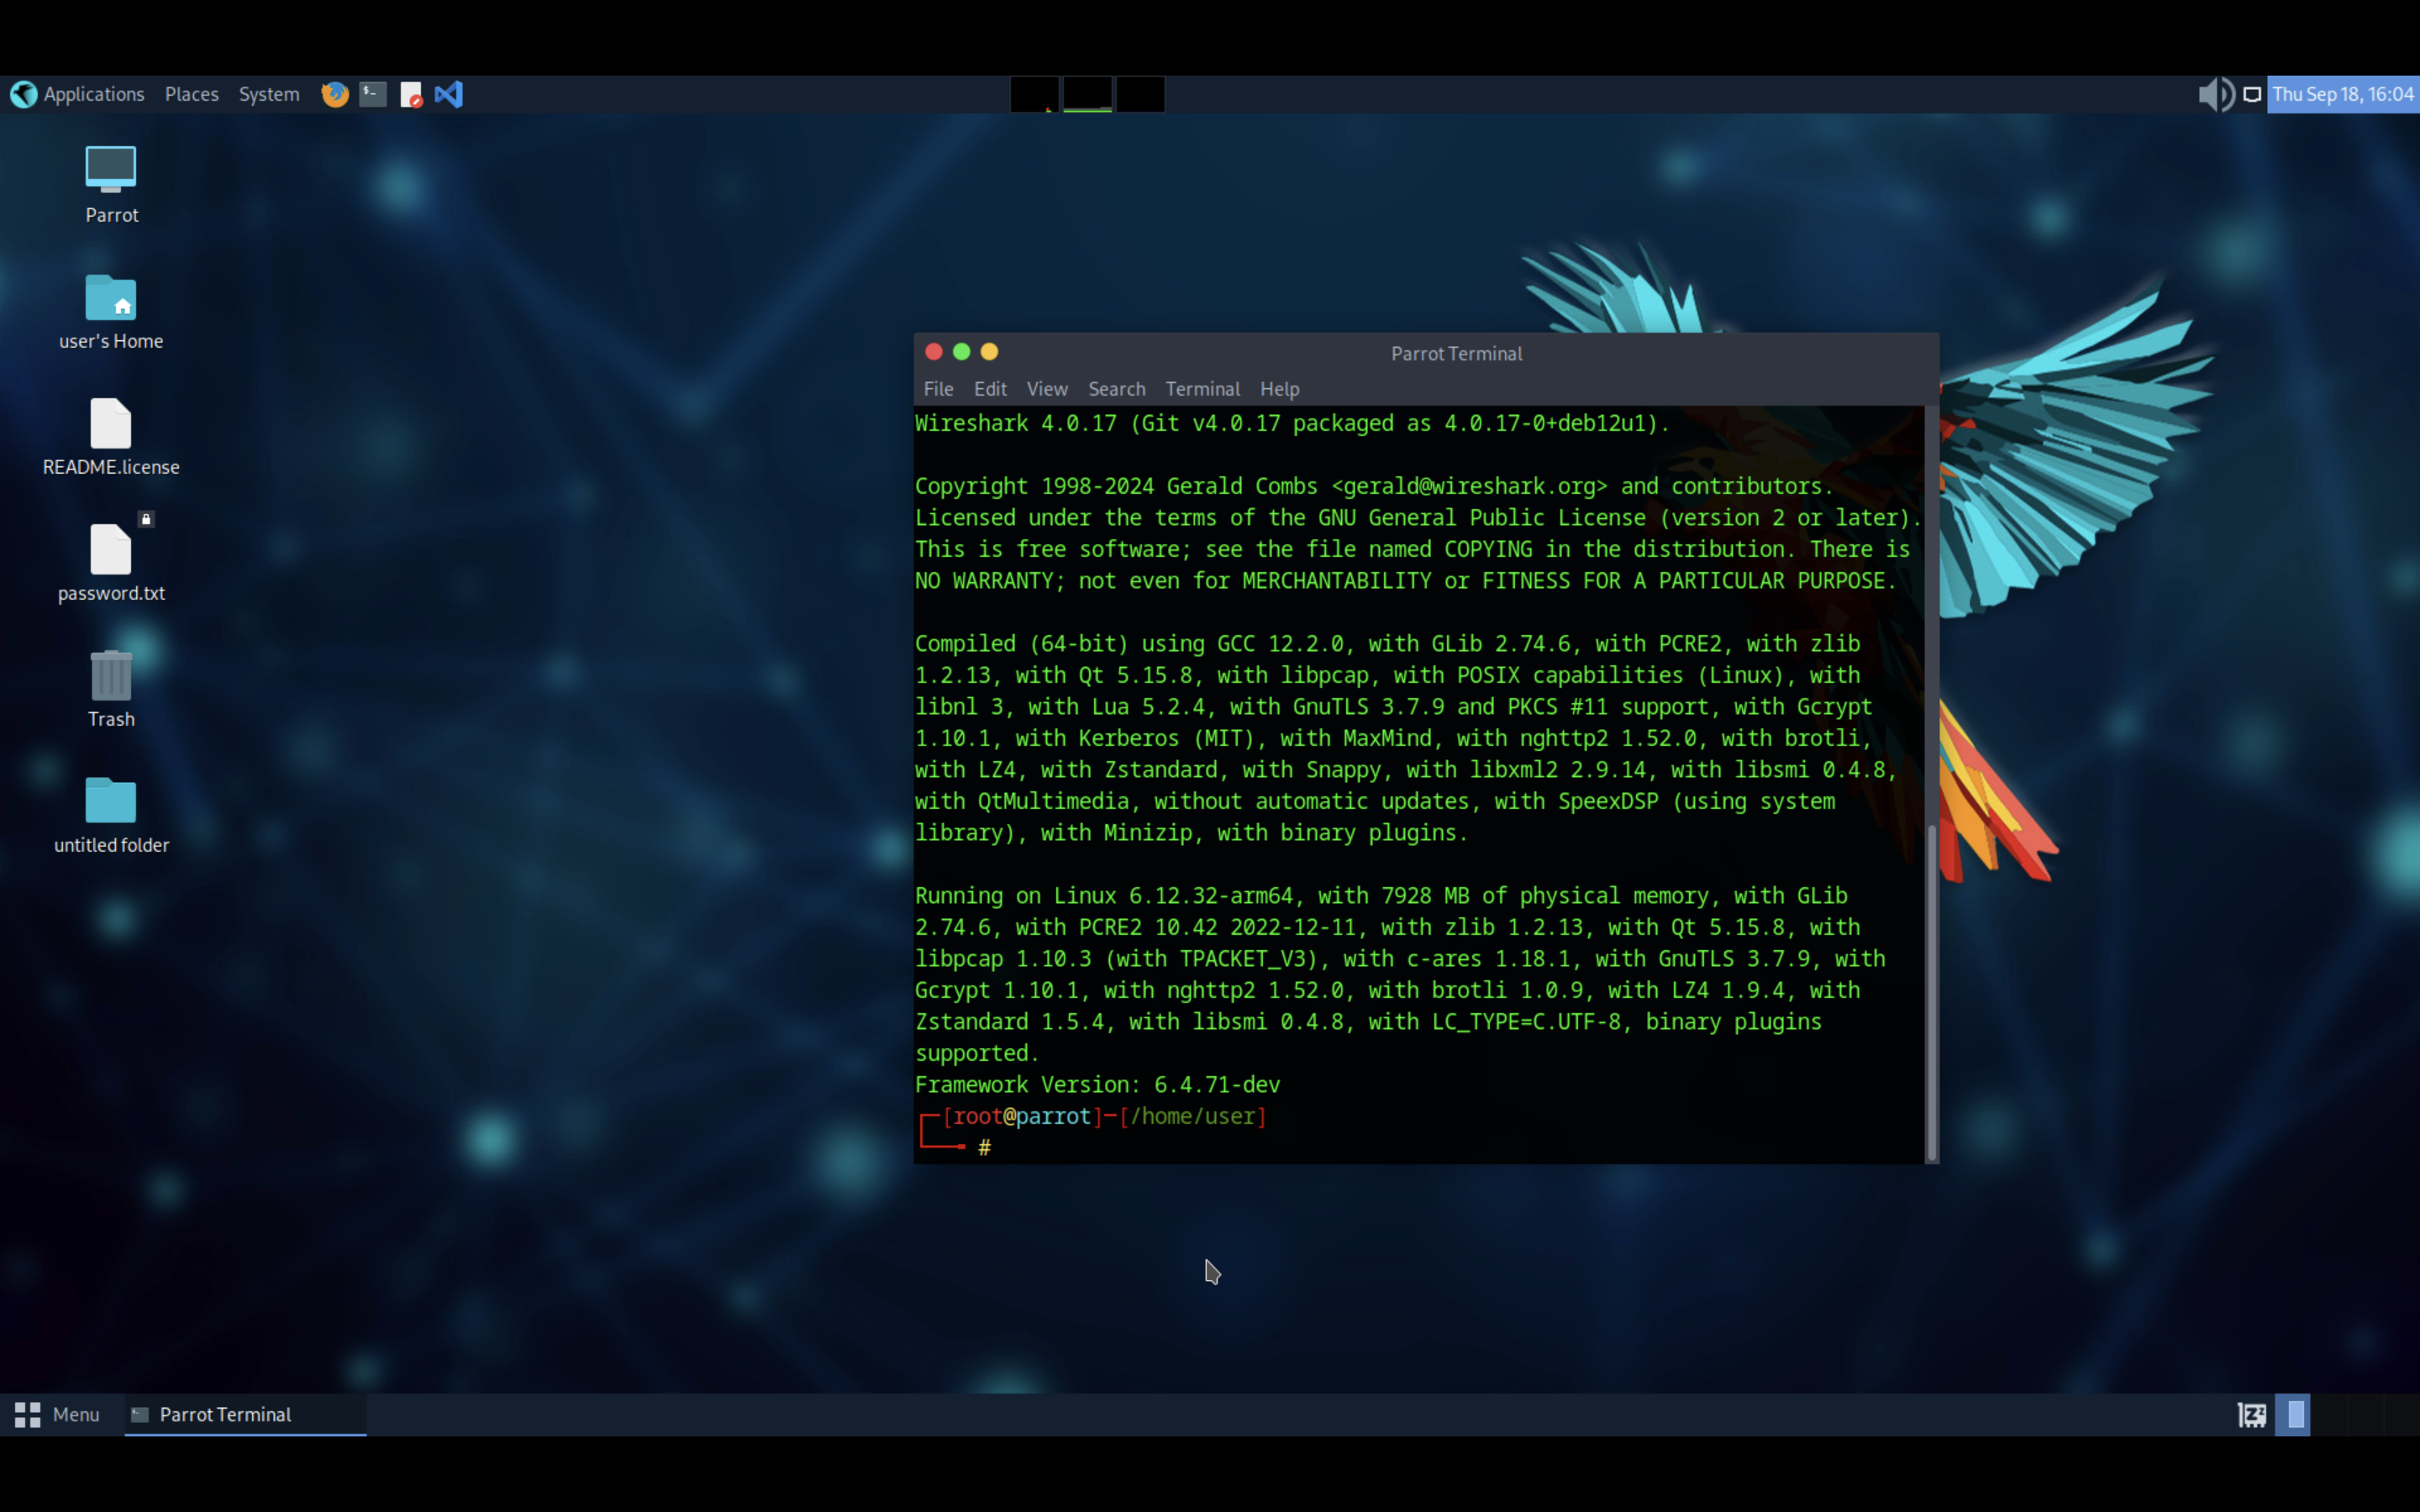 Applications Places System
Thu Sep 18, 16:04
Parrot
user's Home
README.license
password.txt
Trash
untitled folder
Parrot Terminal
File Edit View Search Terminal Help
Wireshark 4.0.17 (Git v4.0.17 packaged as 4.0.17-0+deb12u1).
Copyright 1998-2024 Gerald Combs <gerald@wireshark.org> and contributors.
Licensed under the terms of the GNU General Public License (version 2 or later).
This is free software; see the file named COPYING in the distribution. There is
NO WARRANTY; not even for MERCHANTABILITY or FITNESS FOR A PARTICULAR PURPOSE.
Compiled (64-bit) using GCC 12.2.0, with GLib 2.74.6, with PCRE2, with zlib
1.2.13, with Qt 5.15.8, with libpcap, with POSIX capabilities (Linux), with
libnl 3, with Lua 5.2.4, with GnuTLS 3.7.9 and PKCS #11 support, with Gcrypt
1.10.1, with Kerberos (MIT), with MaxMind, with nghttp2 1.52.0, with brotli,
with LZ4, with Zstandard, with Snappy, with libxml2 2.9.14, with libsmi 0.4.8,
with QtMultimedia, without automatic updates, with SpeexDSP (using system
library), with Minizip, with binary plugins.
Running on Linux 6.12.32-arm64, with 7928 MB of physical memory, with GLib
2.74.6, with PCRE2 10.42 2022-12-11, with zlib 1.2.13, with Qt 5.15.8, with
libpcap 1.10.3 (with TPACKET_V3), with c-ares 1.18.1, with GnuTLS 3.7.9, with
Gcrypt 1.10.1, with nghttp2 1.52.0, with brotli 1.0.9, with LZ4 1.9.4, with
Zstandard 1.5.4, with libsmi 0.4.8, with LC_TYPE=C.UTF-8, binary plugins
supported.
Framework Version: 6.4.71-dev
┌─[root@parrot]─[/home/user]
└──╼ #
Menu Parrot Terminal